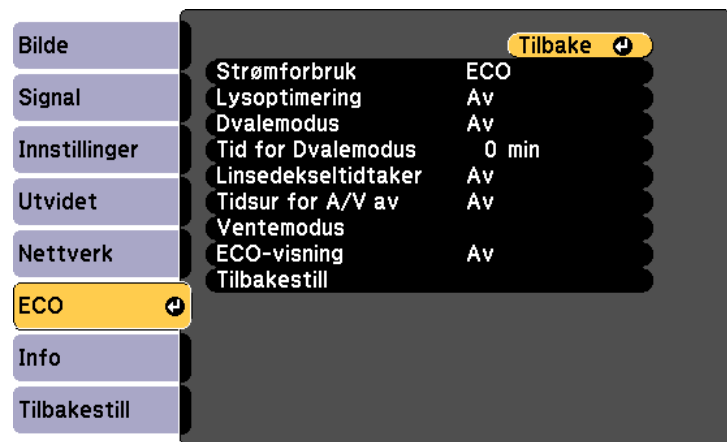 Bilde
Signal
Innstillinger
Utvidet
Nettverk
ECO
Info
Tilbakestill
Tilbake
Strømforbruk ECO
Lysoptimering Av
Dvalemodus Av
Tid for Dvalemodus 0 min
Linsedekseltidtaker Av
Tidsur for A/V av Av
Ventemodus
ECO-visning Av
Tilbakestill